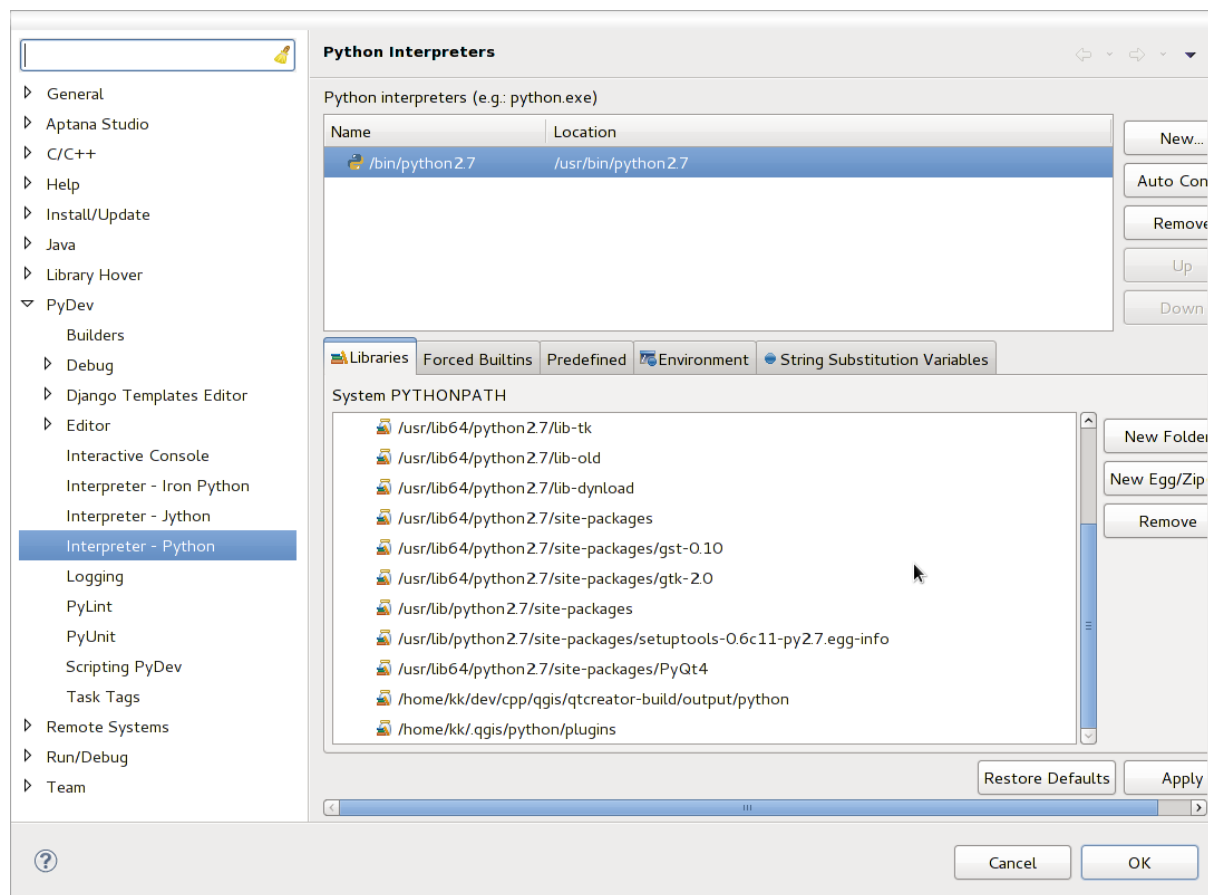 Python Interpreters
General
Aptana Studio
C/C++
Help
Install/Update
Java
Library Hover
PyDev
Builders
Debug
Django Templates Editor
Editor
Interactive Console
Interpreter - Iron Python
Interpreter - Jython
Interpreter - Python
Logging
PyLint
PyUnit
Scripting PyDev
Task Tags
Remote Systems
Run/Debug
Team
Python interpreters (e.g.: python.exe)
Name Location
/bin/python2.7 /usr/bin/python2.7
New...
Auto Con
Remove
Up
Down
Libraries Forced Builtins Predefined Environment String Substitution Variables
System PYTHONPATH
/usr/lib64/python2.7/lib-tk
/usr/lib64/python2.7/lib-old
/usr/lib64/python2.7/lib-dynload
/usr/lib64/python2.7/site-packages
/usr/lib64/python2.7/site-packages/gst-0.10
/usr/lib64/python2.7/site-packages/gtk-2.0
/usr/lib/python2.7/site-packages
/usr/lib/python2.7/site-packages/setuptools-0.6c11-py2.7.egg-info
/usr/lib64/python2.7/site-packages/PyQt4
/home/kk/dev/cpp/qgis/qtcreator-build/output/python
/home/kk/.qgis/python/plugins
New Folder
New Egg/Zip
Remove
Restore Defaults Apply
Cancel OK